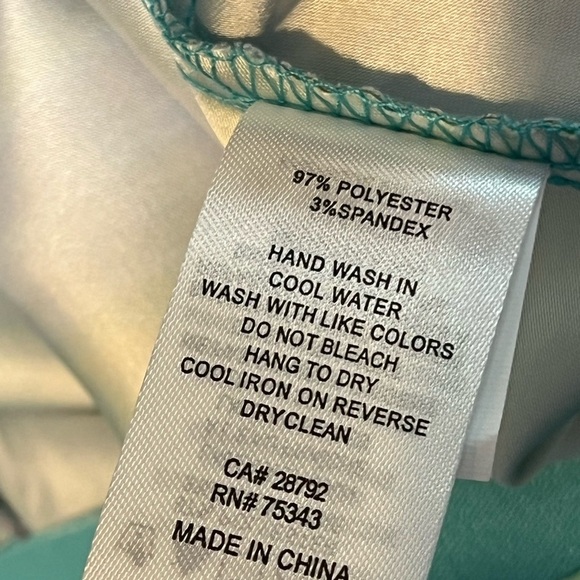 97% POLYESTER
3%SPANDEX
HAND WASH IN
COOL WATER
WASH WITH LIKE COLORS
DO NOT BLEACH
HANG TO DRY
COOL IRON ON REVERSE
DRYCLEAN
CA# 28792
RN# 75343
MADE IN CHINA